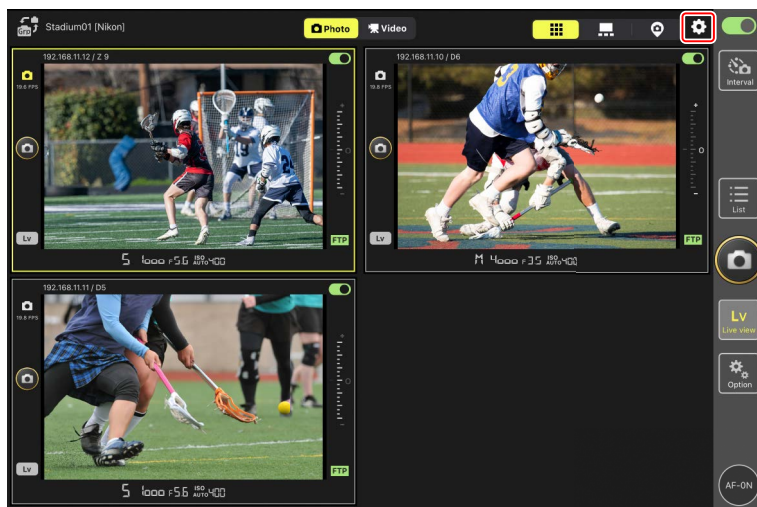 Grid
Stadium01 [Nikon]
Photo
Video
192.168.11.12 / Z 9
19.6 FPS
Lv
FTP
S 1000 F5.6 ISO AUTO 400
192.168.11.10 / D6
19.8 FPS
Lv
FTP
M 4000 F3.5 ISO AUTO 400
192.168.11.11 / D5
19.8 FPS
Lv
FTP
S 1000 F5.6 ISO AUTO 400
Interval
List
Lv
Live view
Option
AF-ON